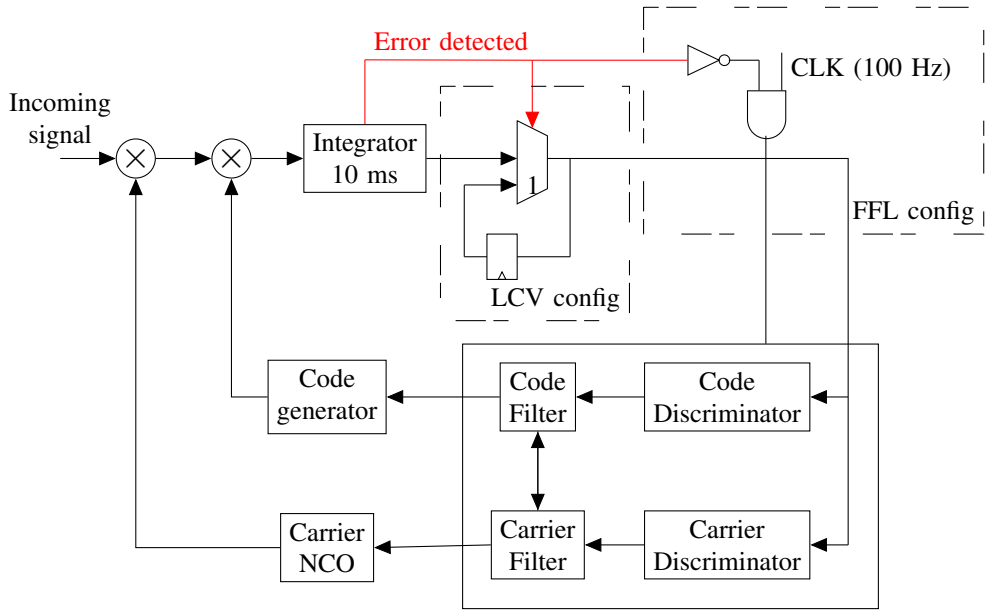 Error detected
CLK (100 Hz)
Incoming
signal
Integrator
10 ms
1
FFL config
LCV config
Code
generator
Code
Filter
Code
Discriminator
Carrier
NCO
Carrier
Filter
Carrier
Discriminator